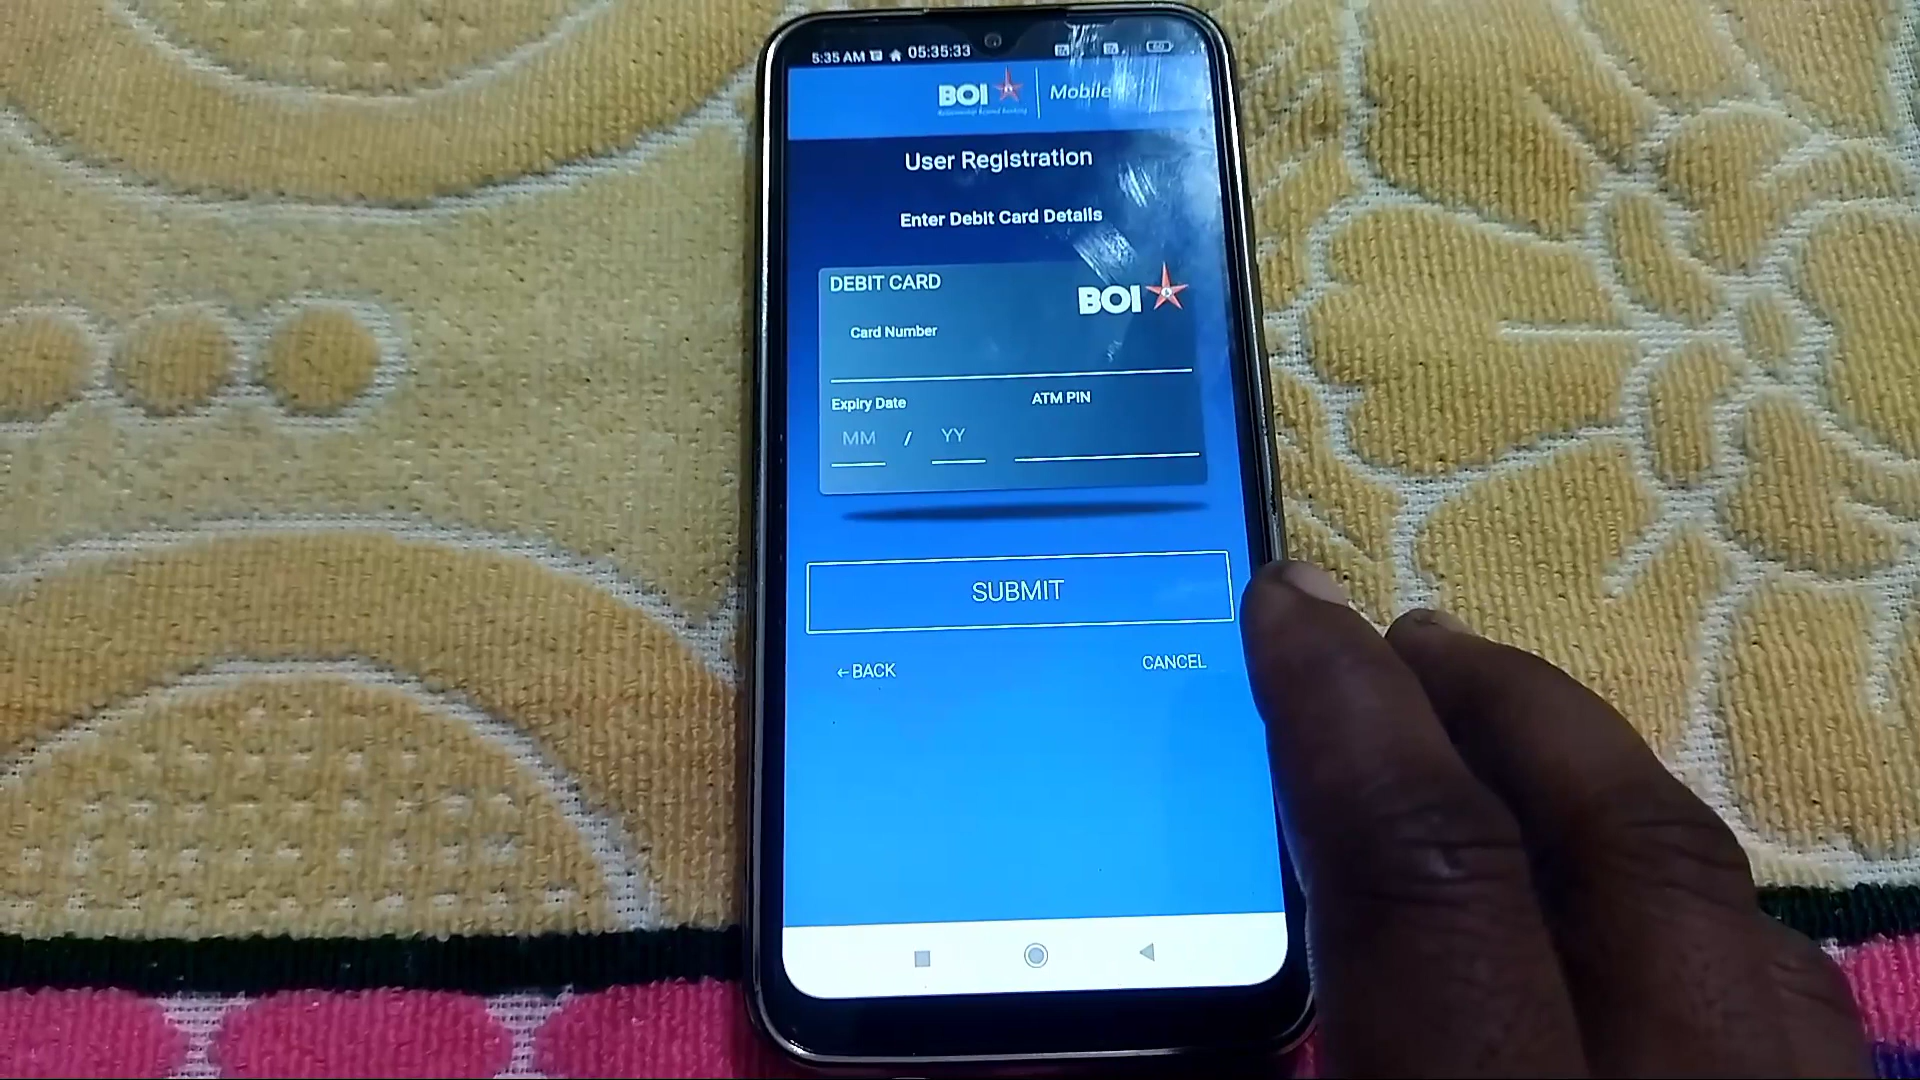 5:35 AM 05:35:33
BOI Mobile
User Registration
Enter Debit Card Details
DEBIT CARD
BOI
Card Number
Expiry Date ATM PIN
MM / YY
SUBMIT
←BACK CANCEL